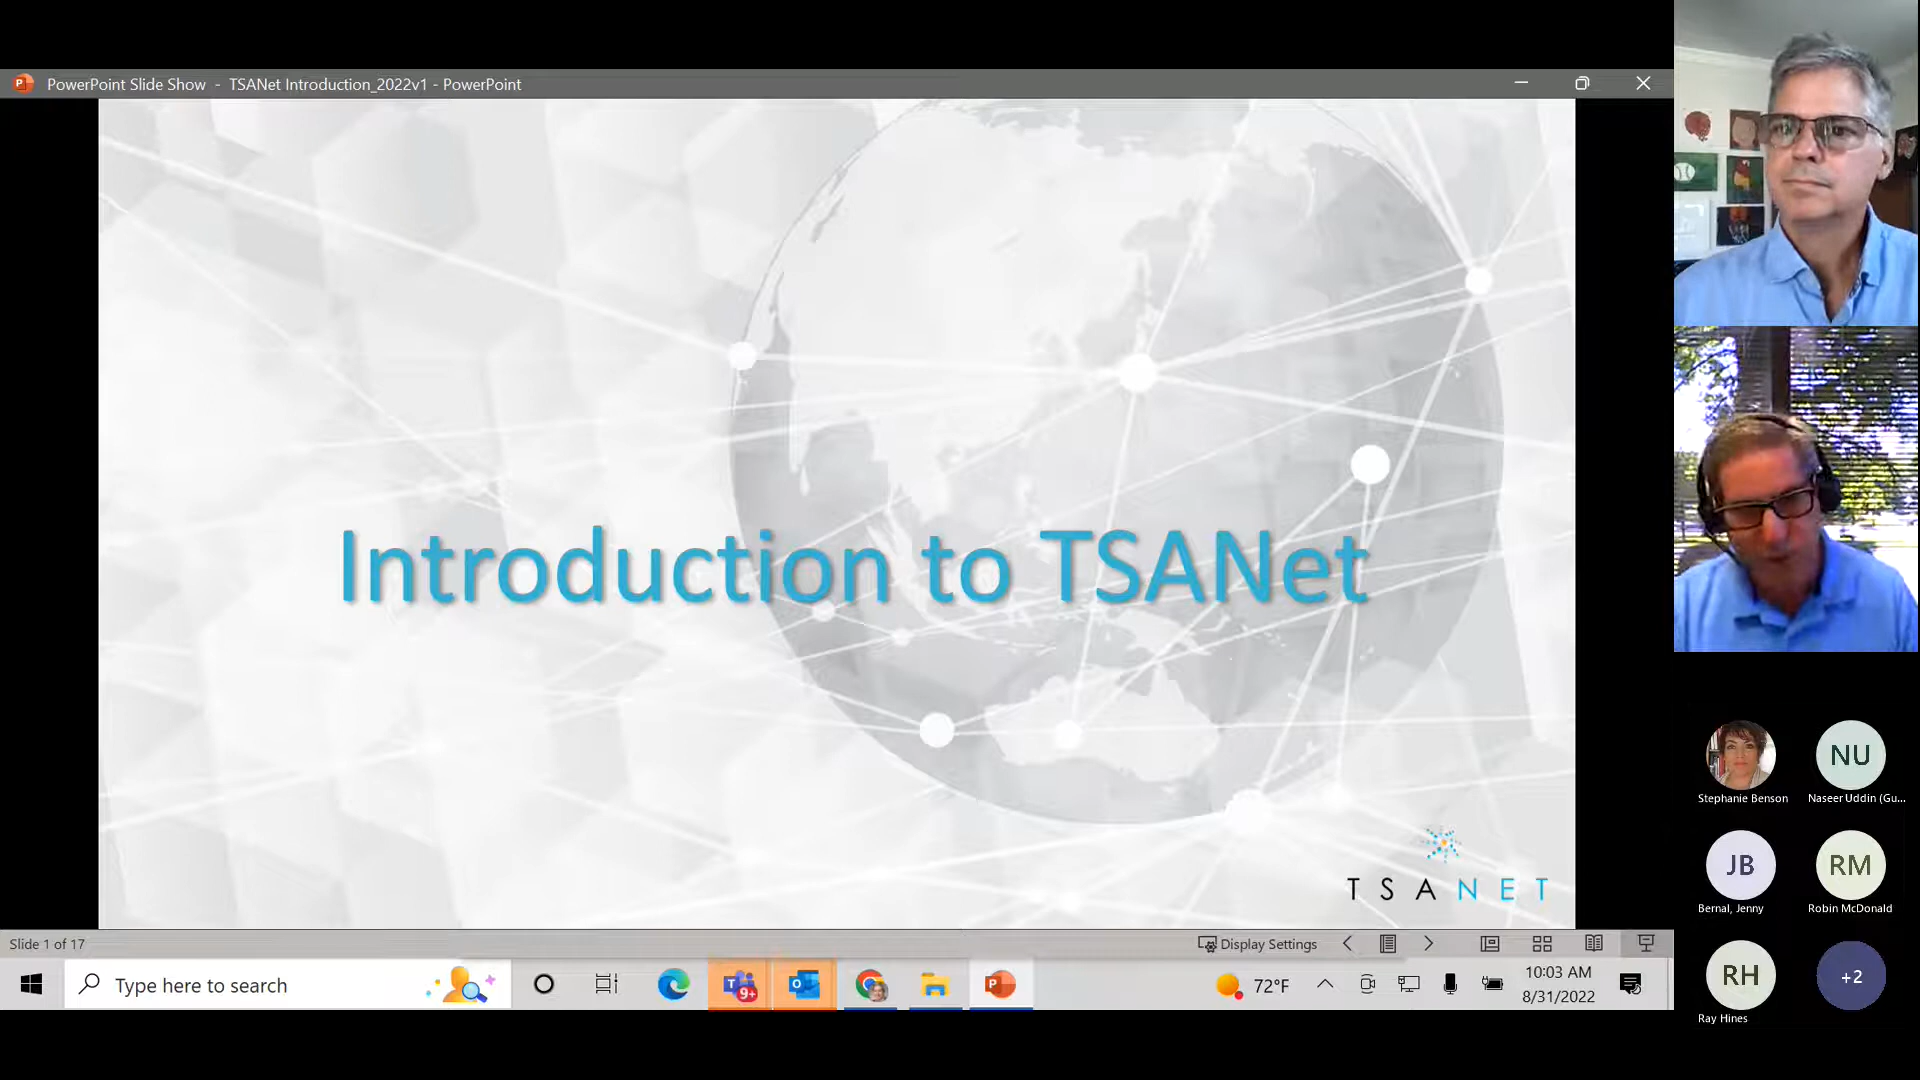 PowerPoint Slide Show - TSANet Introduction_2022v1 - PowerPoint
Introduction to TSANet
TSANET
Slide 1 of 17
Display Settings
Type here to search
9+
72°F
10:03 AM
8/31/2022
Stephanie Benson
NU
Naseer Uddin (Gu...
JB
Bernal, Jenny
RM
Robin McDonald
RH
Ray Hines
+2